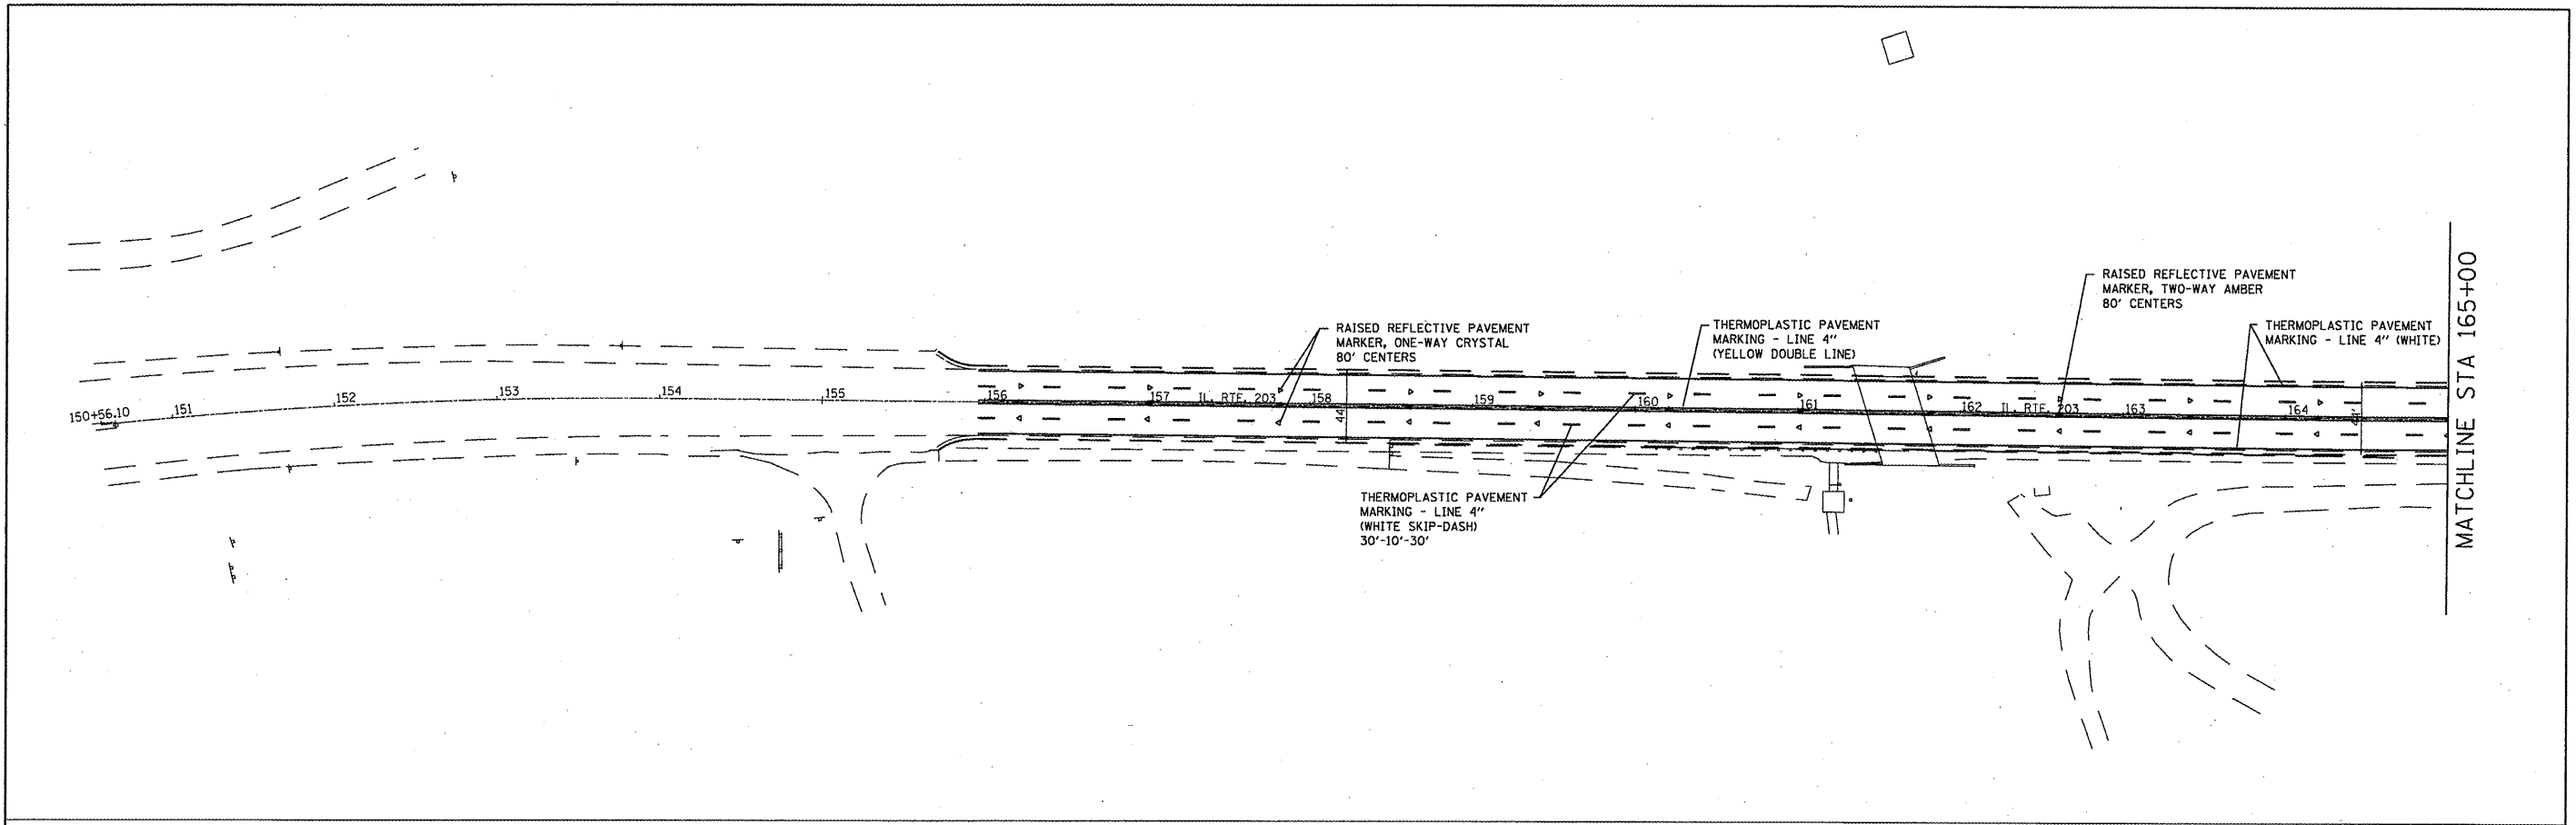 RAISED REFLECTIVE PAVEMENT
MARKER, TWO-WAY AMBER
80' CENTERS
RAISED REFLECTIVE PAVEMENT
MARKER, ONE-WAY CRYSTAL
80' CENTERS
THERMOPLASTIC PAVEMENT
MARKING - LINE 4"
(YELLOW DOUBLE LINE)
THERMOPLASTIC PAVEMENT
MARKING - LINE 4" (WHITE)
150+56.10 151 152 153 154 155 156 157 IL. RTE. 203 158 159 160 161 162 IL. RTE. 203 163 164
44'
THERMOPLASTIC PAVEMENT
MARKING - LINE 4"
(WHITE SKIP-DASH)
30'-10'-30'
MATCHLINE STA 165+00